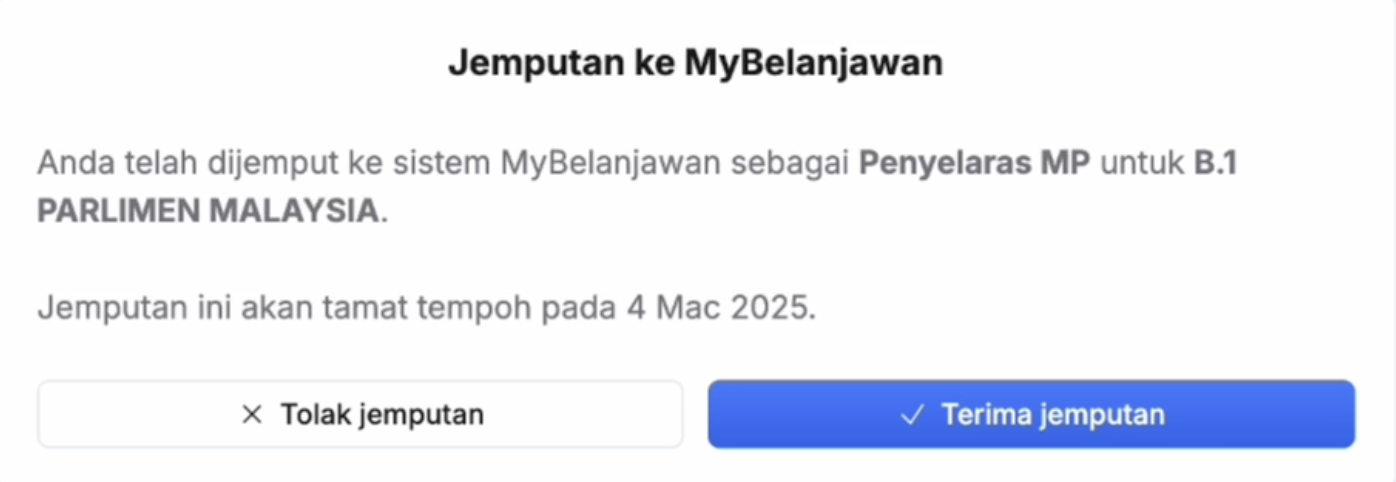 Jemputan ke MyBelanjawan
Anda telah dijemput ke sistem MyBelanjawan sebagai Penyelaras MP untuk B.1
PARLIMEN MALAYSIA.
Jemputan ini akan tamat tempoh pada 4 Mac 2025.
Tolak jemputan
Terima jemputan